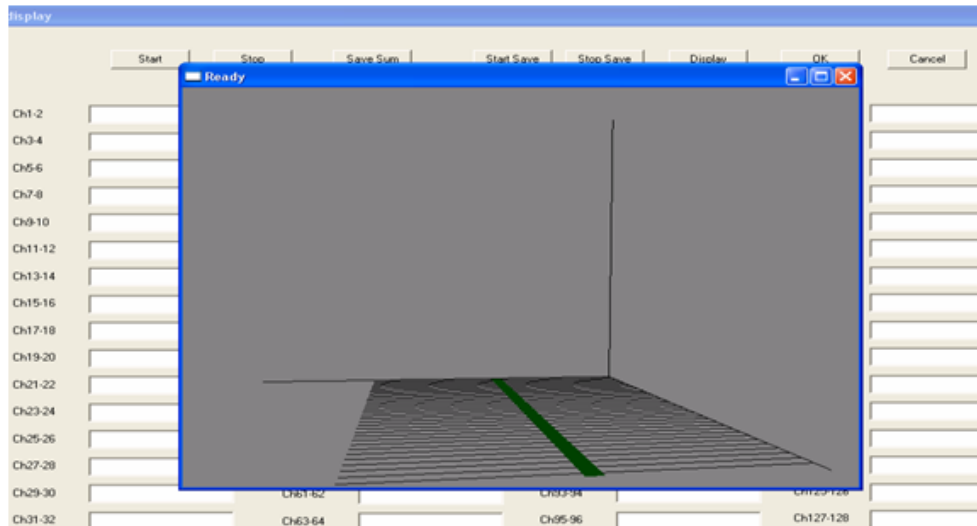 display
Start Stop Save Sum Start Save Stop Save Display OK Cancel
Ready
Ch1-2
Ch3-4
Ch5-6
Ch7-8
Ch9-10
Ch11-12
Ch13-14
Ch15-16
Ch17-18
Ch19-20
Ch21-22
Ch23-24
Ch25-26
Ch27-28
Ch29-30 Ch61-62 Ch93-94 Ch125-126
Ch31-32 Ch63-64 Ch95-96 Ch127-128